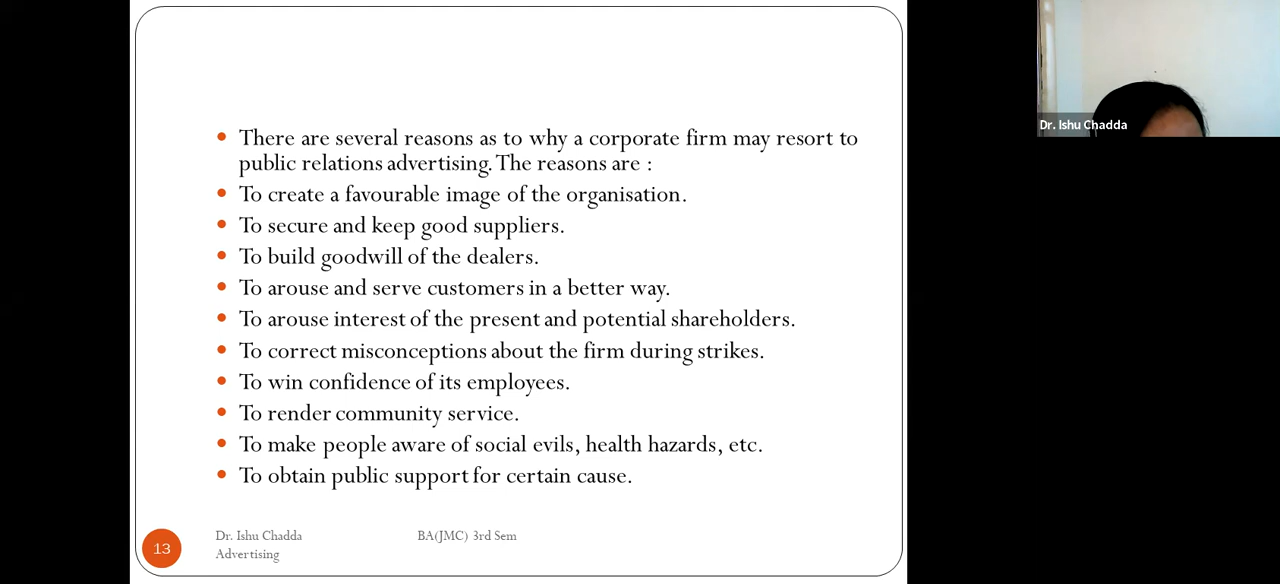 There are several reasons as to why a corporate firm may resort to
public relations advertising. The reasons are :
To create a favourable image of the organisation.
To secure and keep good suppliers.
To build goodwill of the dealers.
To arouse and serve customers in a better way.
To arouse interest of the present and potential shareholders.
To correct misconceptions about the firm during strikes.
To win confidence of its employees.
To render community service.
To make people aware of social evils, health hazards, etc.
To obtain public support for certain cause.
13
Dr. Ishu Chadda
Advertising
BA(JMC) 3rd Sem
Dr. Ishu Chadda